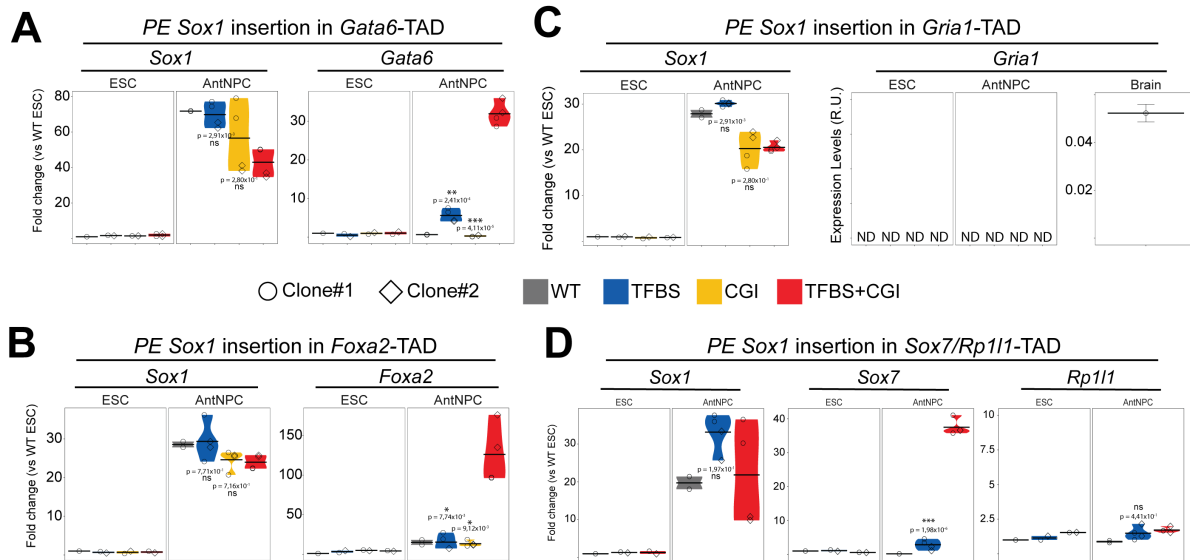 A
PE Sox1 insertion in Gata6-TAD
Sox1
Gata6
ESC
AntNPC
ESC
AntNPC
Fold change (vs WT ESC)
80
60
40
20
30
20
10
p = 2,91x10
ns
ns
**
***
C
PE Sox1 insertion in Gria1-TAD
Sox1
Gria1
ESC
AntNPC
ESC
AntNPC
Brain
Fold change (vs WT ESC)
30
20
10
p = 2,91x10
ns
p = 2,80x10
ns
Expression Levels (R.U.)
ND ND ND ND
ND ND ND ND
0.04
0.02
Clone#1
Clone#2
WT
TFBS
CGI
TFBS+CGI
B
PE Sox1 insertion in Foxa2-TAD
Sox1
Foxa2
ESC
AntNPC
ESC
AntNPC
Fold change (vs WT ESC)
30
20
10
150
100
50
ns
ns
*
*
D
PE Sox1 insertion in Sox7/Rp1l1-TAD
Sox1
Sox7
Rp1l1
ESC
AntNPC
ESC
AntNPC
ESC
AntNPC
Fold change (vs WT ESC)
30
20
10
40
30
20
10
10
7.5
5
2.5
ns
***
ns